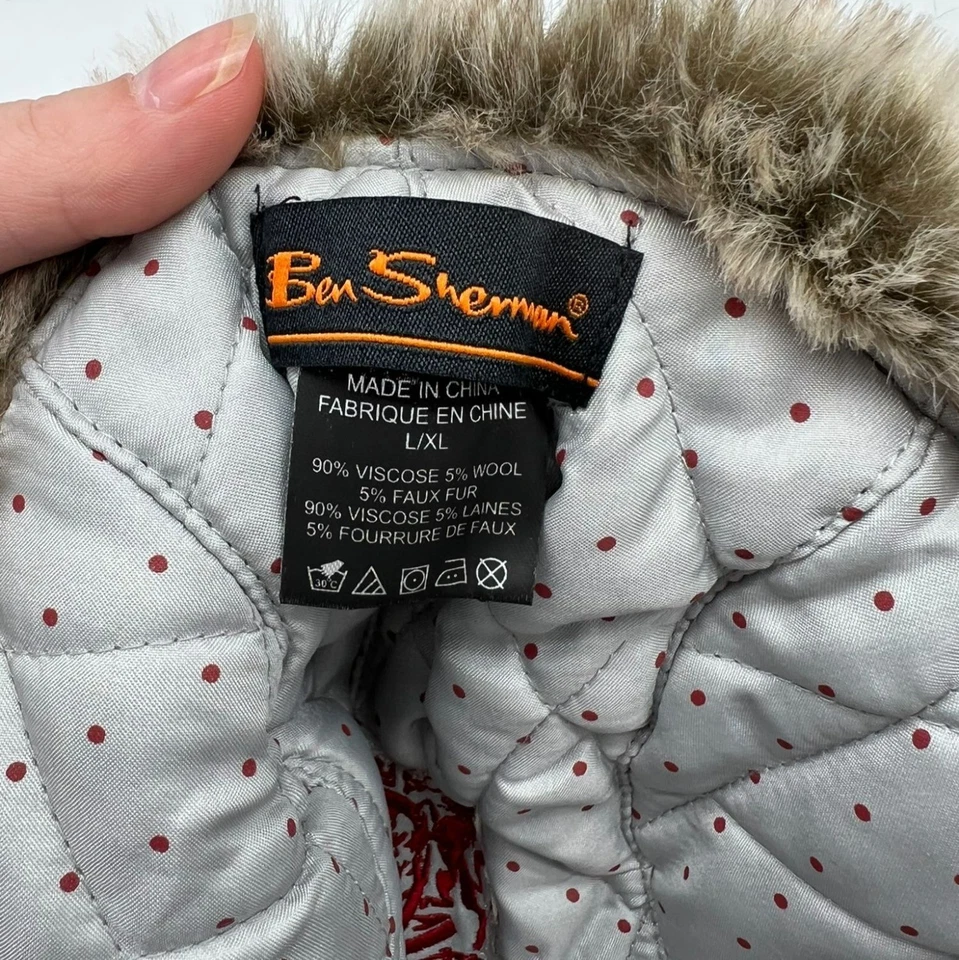 Ben Sherman®
MADE IN CHINA
FABRIQUE EN CHINE
L/XL
90% VISCOSE 5% WOOL
5% FAUX FUR
90% VISCOSE 5% LAINES
5% FOURRURE DE FAUX
30°C